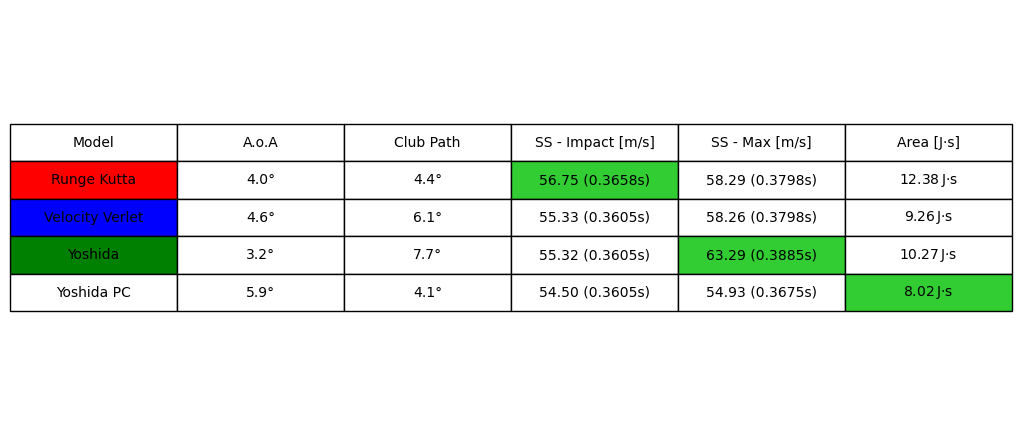 Model A.o.A Club Path SS - Impact [m/s] SS - Max [m/s] Area [J·s]
Runge Kutta 4.0° 4.4° 56.75 (0.3658s) 58.29 (0.3798s) 12.38 J·s
Velocity Verlet 4.6° 6.1° 55.33 (0.3605s) 58.26 (0.3798s) 9.26 J·s
Yoshida 3.2° 7.7° 55.32 (0.3605s) 63.29 (0.3885s) 10.27 J·s
Yoshida PC 5.9° 4.1° 54.50 (0.3605s) 54.93 (0.3675s) 8.02 J·s